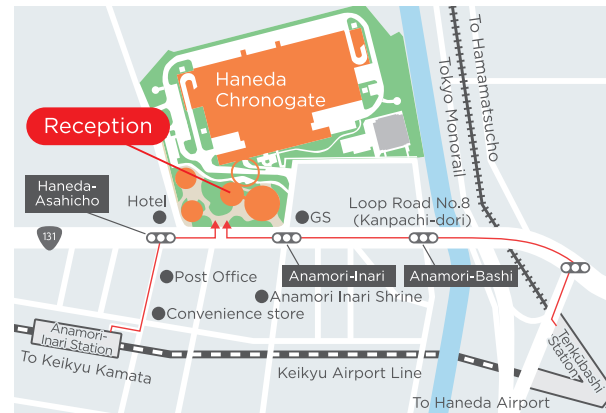 Haneda
Chronogate
Reception
To Hamamatsucho
Tokyo Monorail
Haneda-
Asahicho
Hotel
GS
Loop Road No.8
(Kanpachi-dori)
131
Anamori-Inari
Anamori-Bashi
Post Office
Anamori Inari Shrine
Convenience store
Anamori-
Inari Station
To Keikyu Kamata
Keikyu Airport Line
Tenkubashi
Station
To Haneda Airport